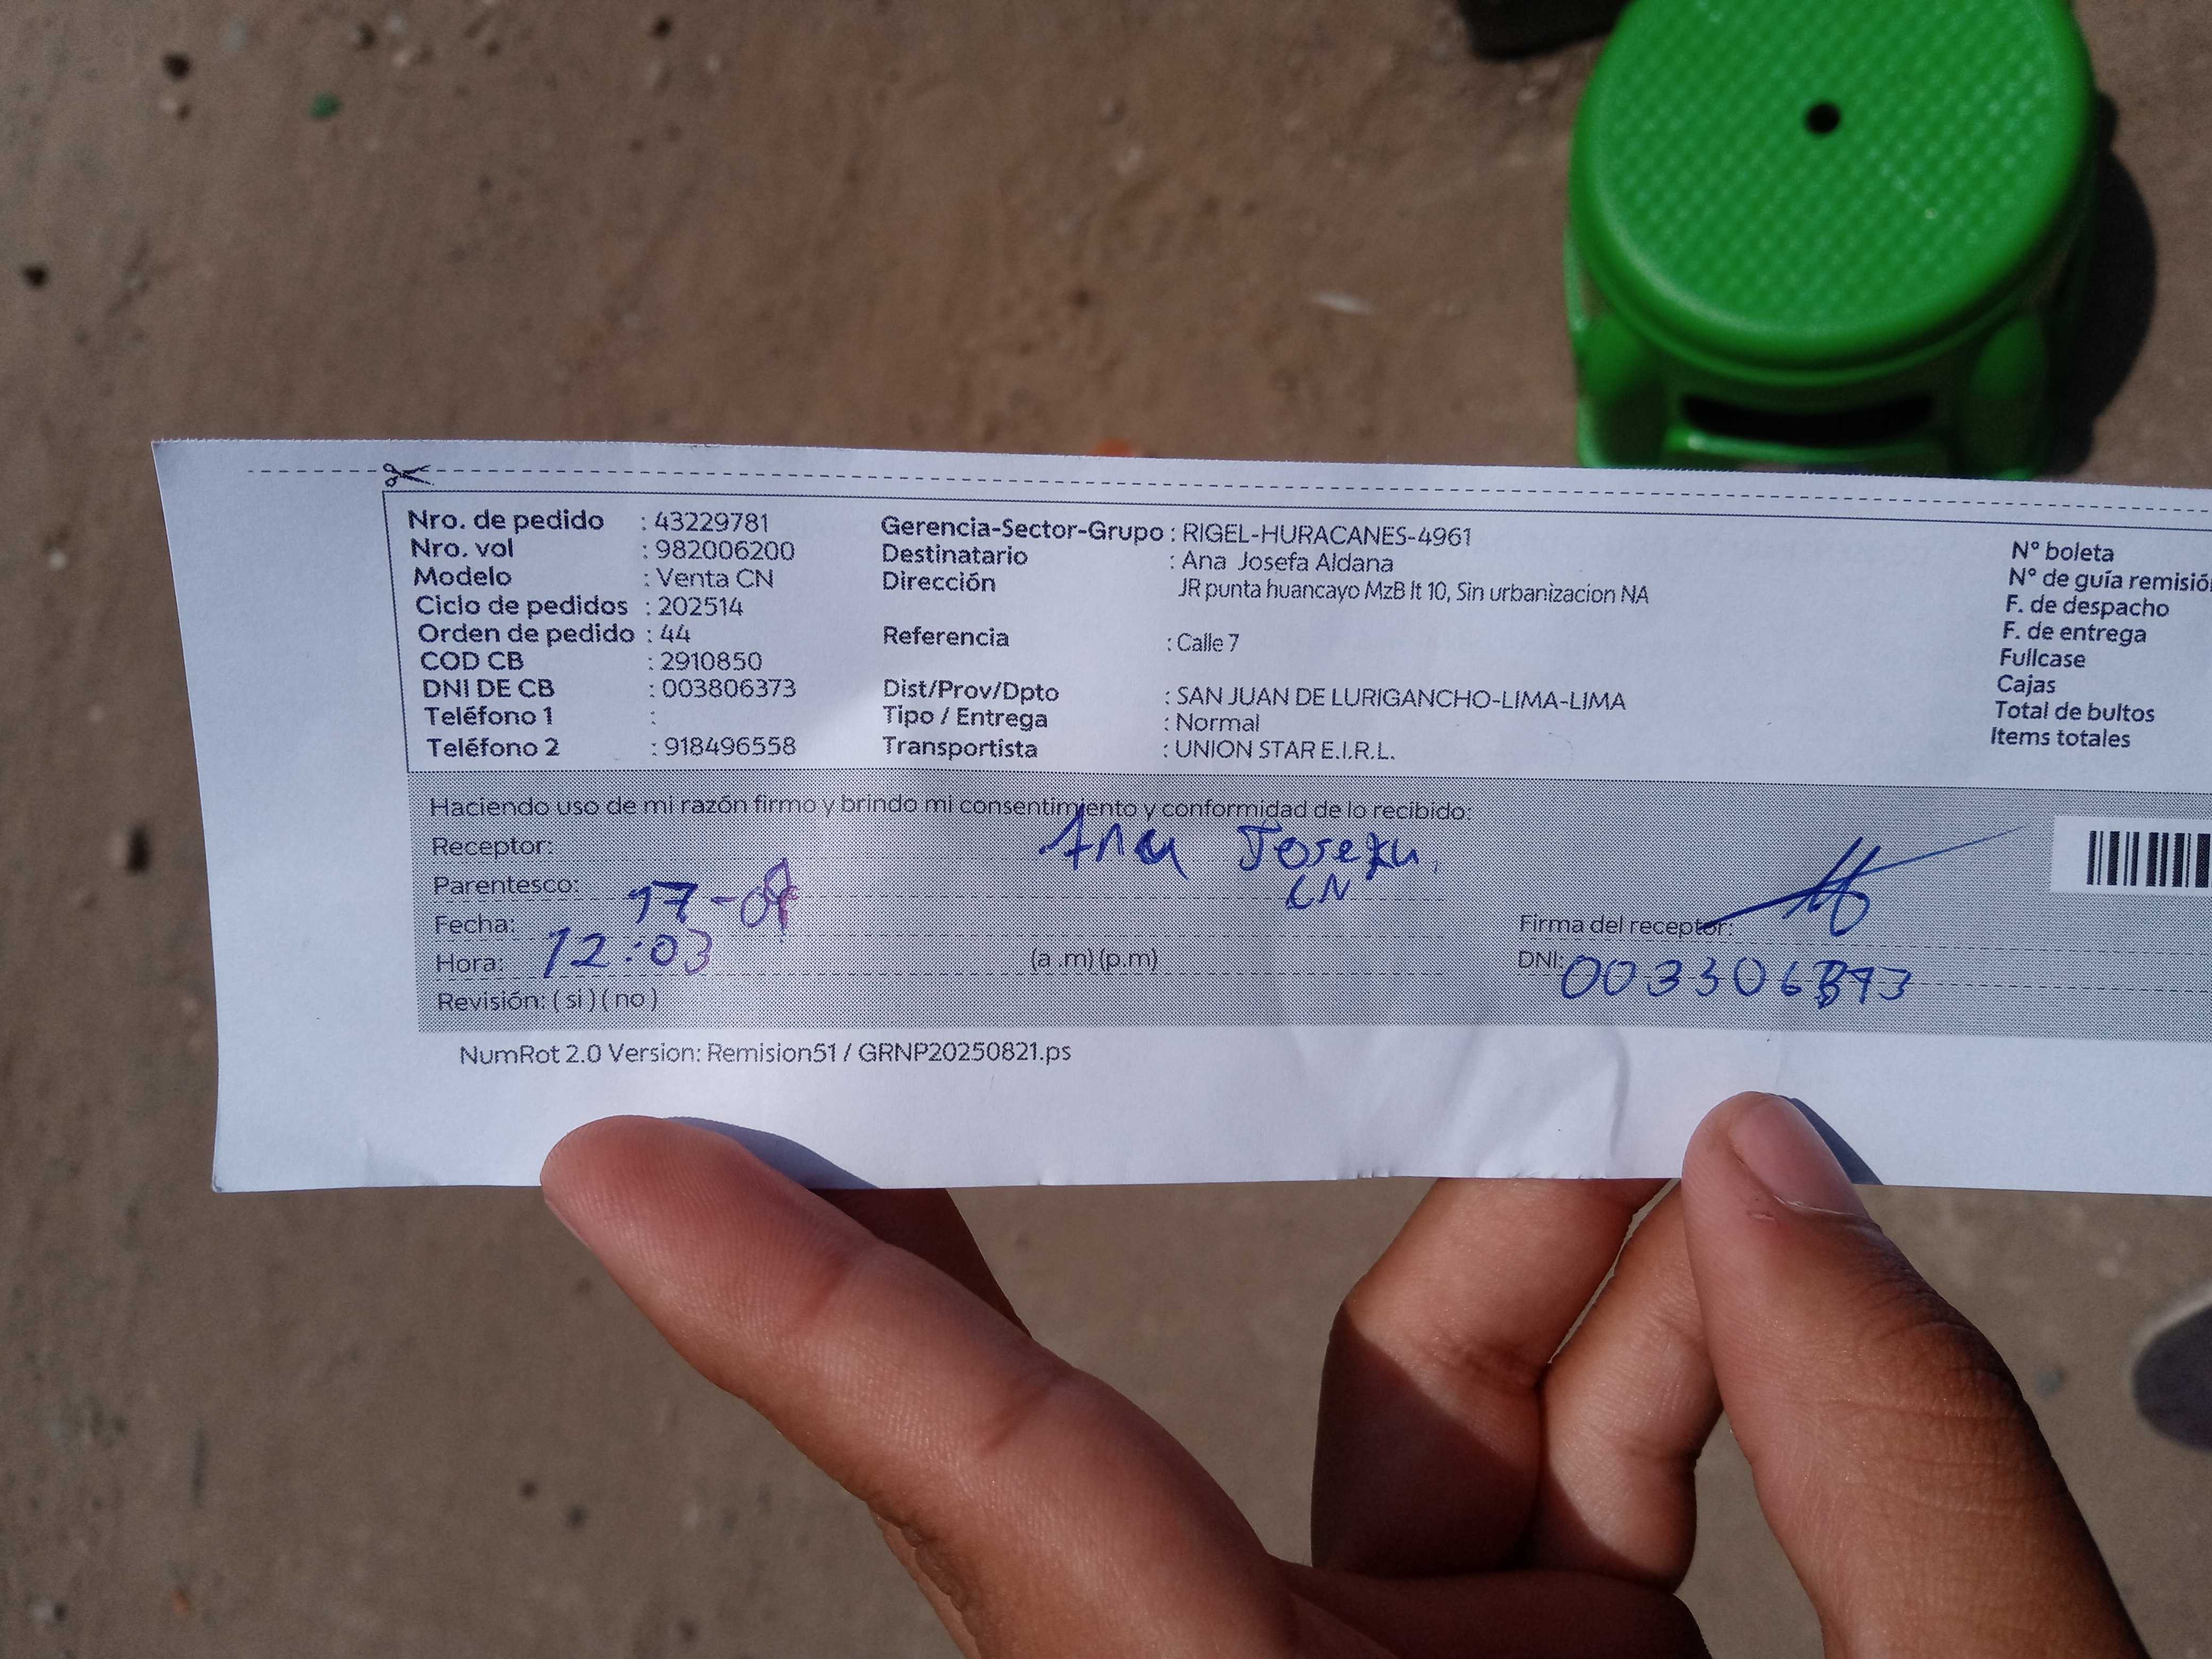 Nro. de pedido : 43229781
Nro. vol : 982006200
Modelo : Venta CN
Ciclo de pedidos : 202514
Orden de pedido : 44
COD CB : 2910850
DNI DE CB : 003806373
Teléfono 1 :
Teléfono 2 : 918496558
Gerencia-Sector-Grupo : RIGEL-HURACANES-4961
Destinatario : Ana Josefa Aldana
Dirección JR punta huancayo MzB lt 10, Sin urbanizacion NA
Referencia : Calle 7
Dist/Prov/Dpto : SAN JUAN DE LURIGANCHO-LIMA-LIMA
Tipo / Entrega : Normal
Transportista : UNION STAR E.I.R.L.
N° boleta
N° de guía remisió
F. de despacho
F. de entrega
Fullcase
Cajas
Total de bultos
Items totales
Haciendo uso de mi razón firmo y brindo mi consentimiento y conformidad de lo recibido:
Receptor: Ana Josefa
Parentesco: CN
Fecha: 17-08
Hora: 12:03 (a .m) (p.m)
Revisión: ( si ) ( no )
Firma del receptor:
DNI:
NumRot 2.0 Version: Remision51 / GRNP20250821.ps